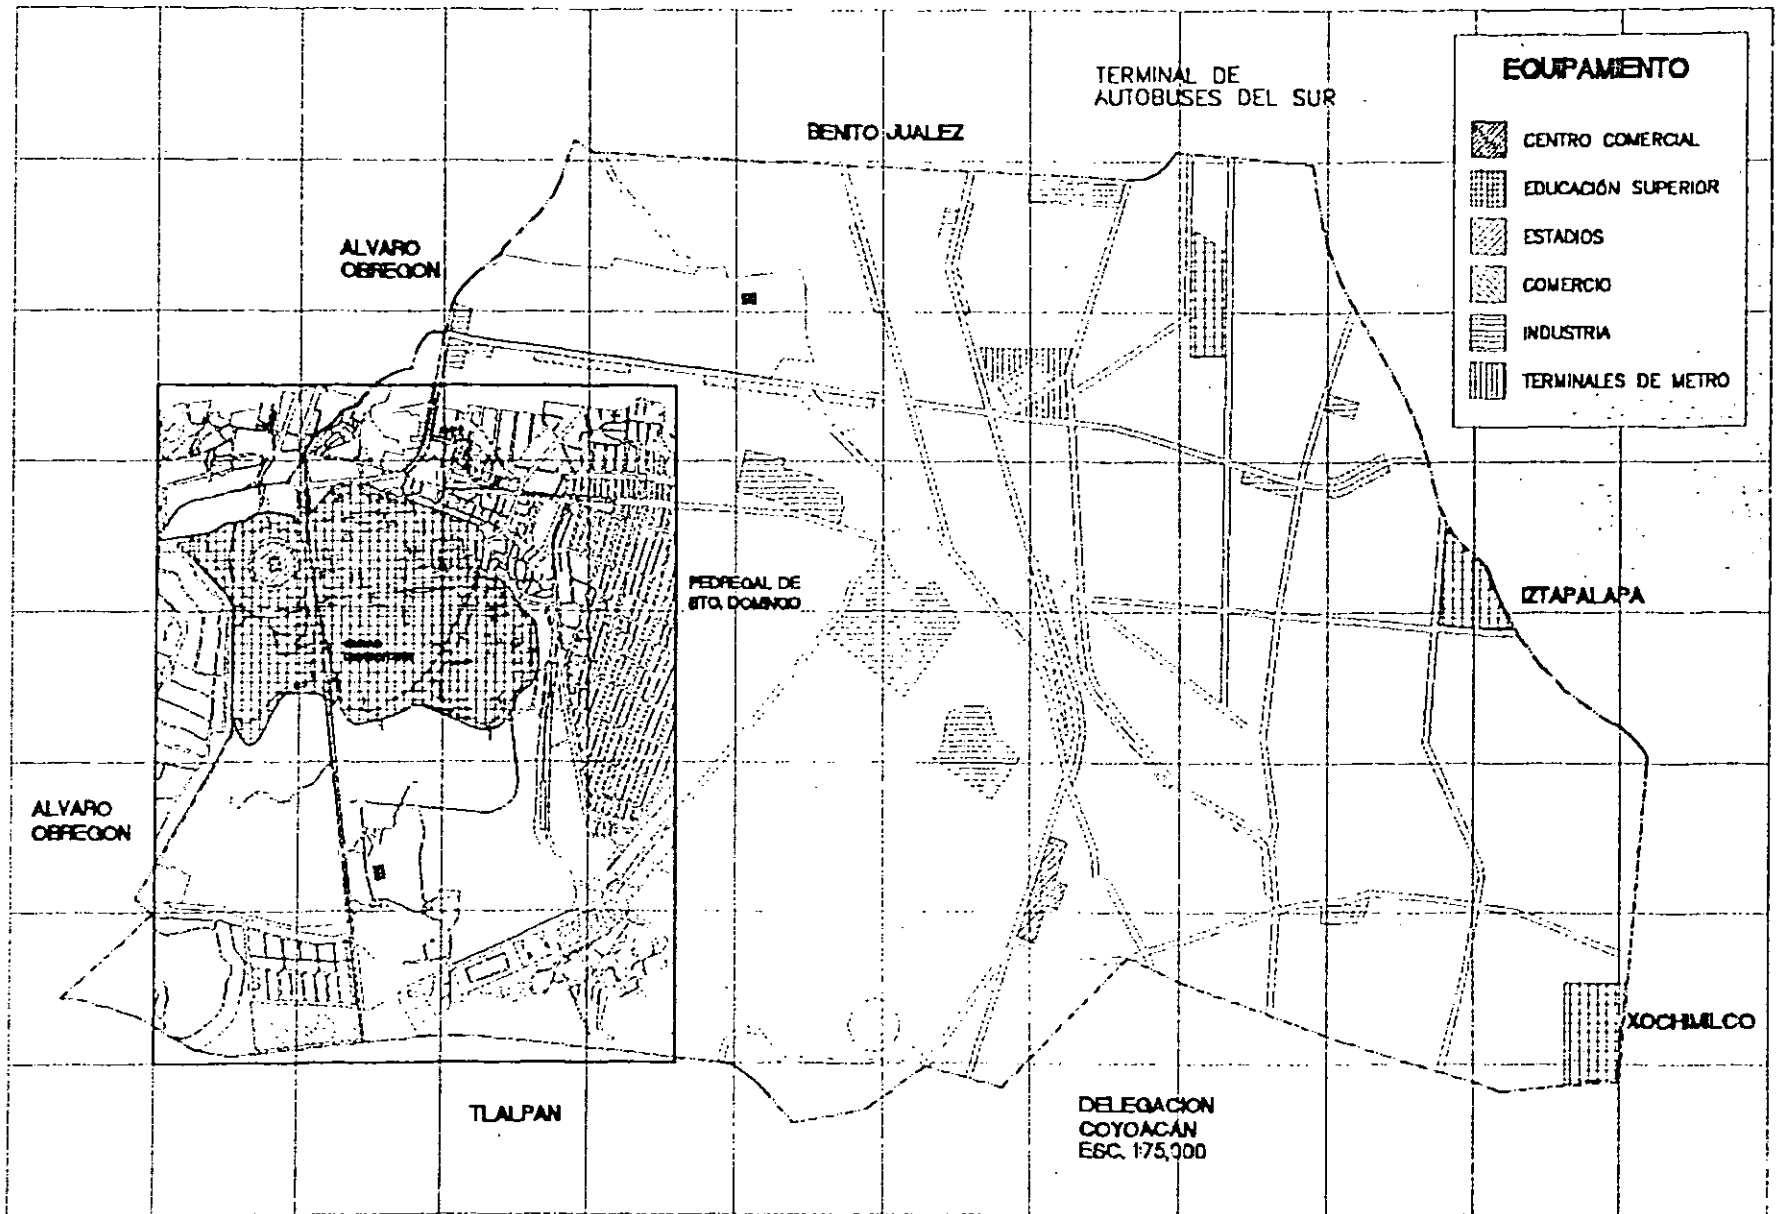 TERMINAL DE
AUTOBUSES DEL SUR
BENITO JUALEZ
EQUIPAMIENTO
CENTRO COMERCIAL
EDUCACIÓN SUPERIOR
ESTADIOS
COMERCIO
INDUSTRIA
TERMINALES DE METRO
ALVARO
OBREGON
PEDREGAL DE
STO. DOMINGO
IZTAPALAPA
ALVARO
OBREGON
XOCHIMILCO
TLALPAN
DELEGACION
COYOACÁN
ESC. 1:75,000